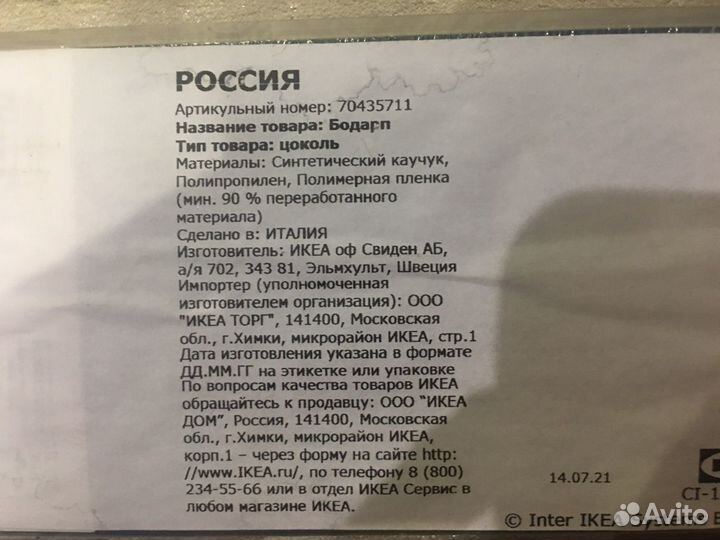 РОССИЯ
Артикульный номер: 70435711
Название товара: Бодарп
Тип товара: цоколь
Материалы: Синтетический каучук,
Полипропилен, Полимерная пленка
(мин. 90 % переработанного
материала)
Сделано в: ИТАЛИЯ
Изготовитель: ИКЕА оф Свиден АБ,
а/я 702, 343 81, Эльмхульт, Швеция
Импортер (уполномоченная
изготовителем организация): ООО
"ИКЕА ТОРГ", 141400, Московская
обл., г.Химки, микрорайон ИКЕА, стр.1
Дата изготовления указана в формате
ДД.ММ.ГГ на этикетке или упаковке
По вопросам качества товаров ИКЕА
обращайтесь к продавцу: ООО “ИКЕА
ДОМ”, Россия, 141400, Московская
обл., г.Химки, микрорайон ИКЕА,
корп.1 – через форму на сайте http:
//www.IKEA.ru/, по телефону 8 (800)
234-55-66 или в отдел ИКЕА Сервис в
любом магазине ИКЕА.
14.07.21
CI-1
© Inter IKEA Systems B
Avito